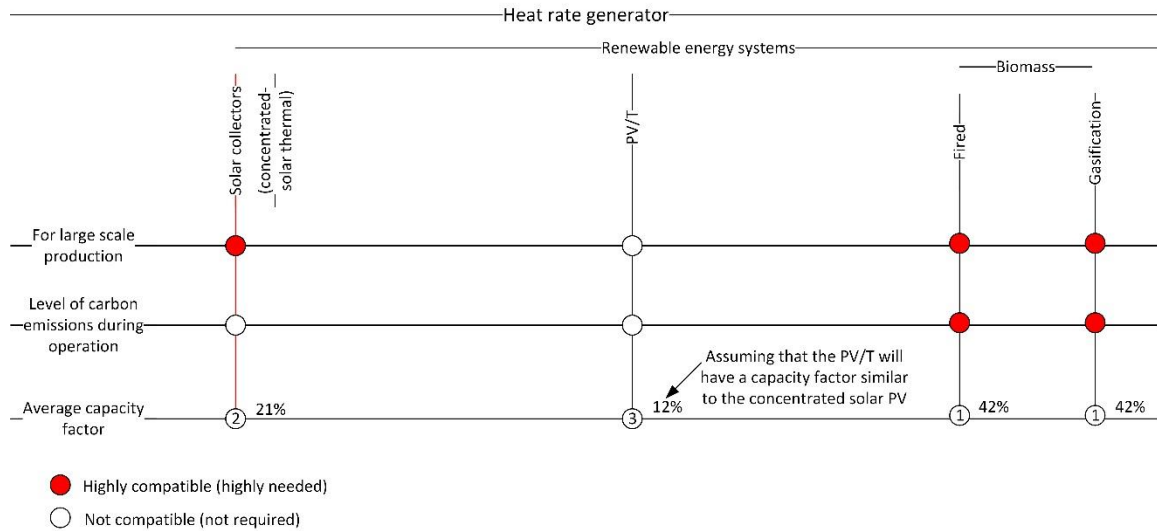 Heat rate generator
Renewable energy systems
Biomass
Solar collectors
(concentrated
solar thermal)
PV/T
Fired
Gasification
For large scale
production
Level of carbon
emissions during
operation
Assuming that the PV/T will
have a capacity factor similar
to the concentrated solar PV
Average capacity
factor
2 21%
3 12%
1 42%
1 42%
Highly compatible (highly needed)
Not compatible (not required)